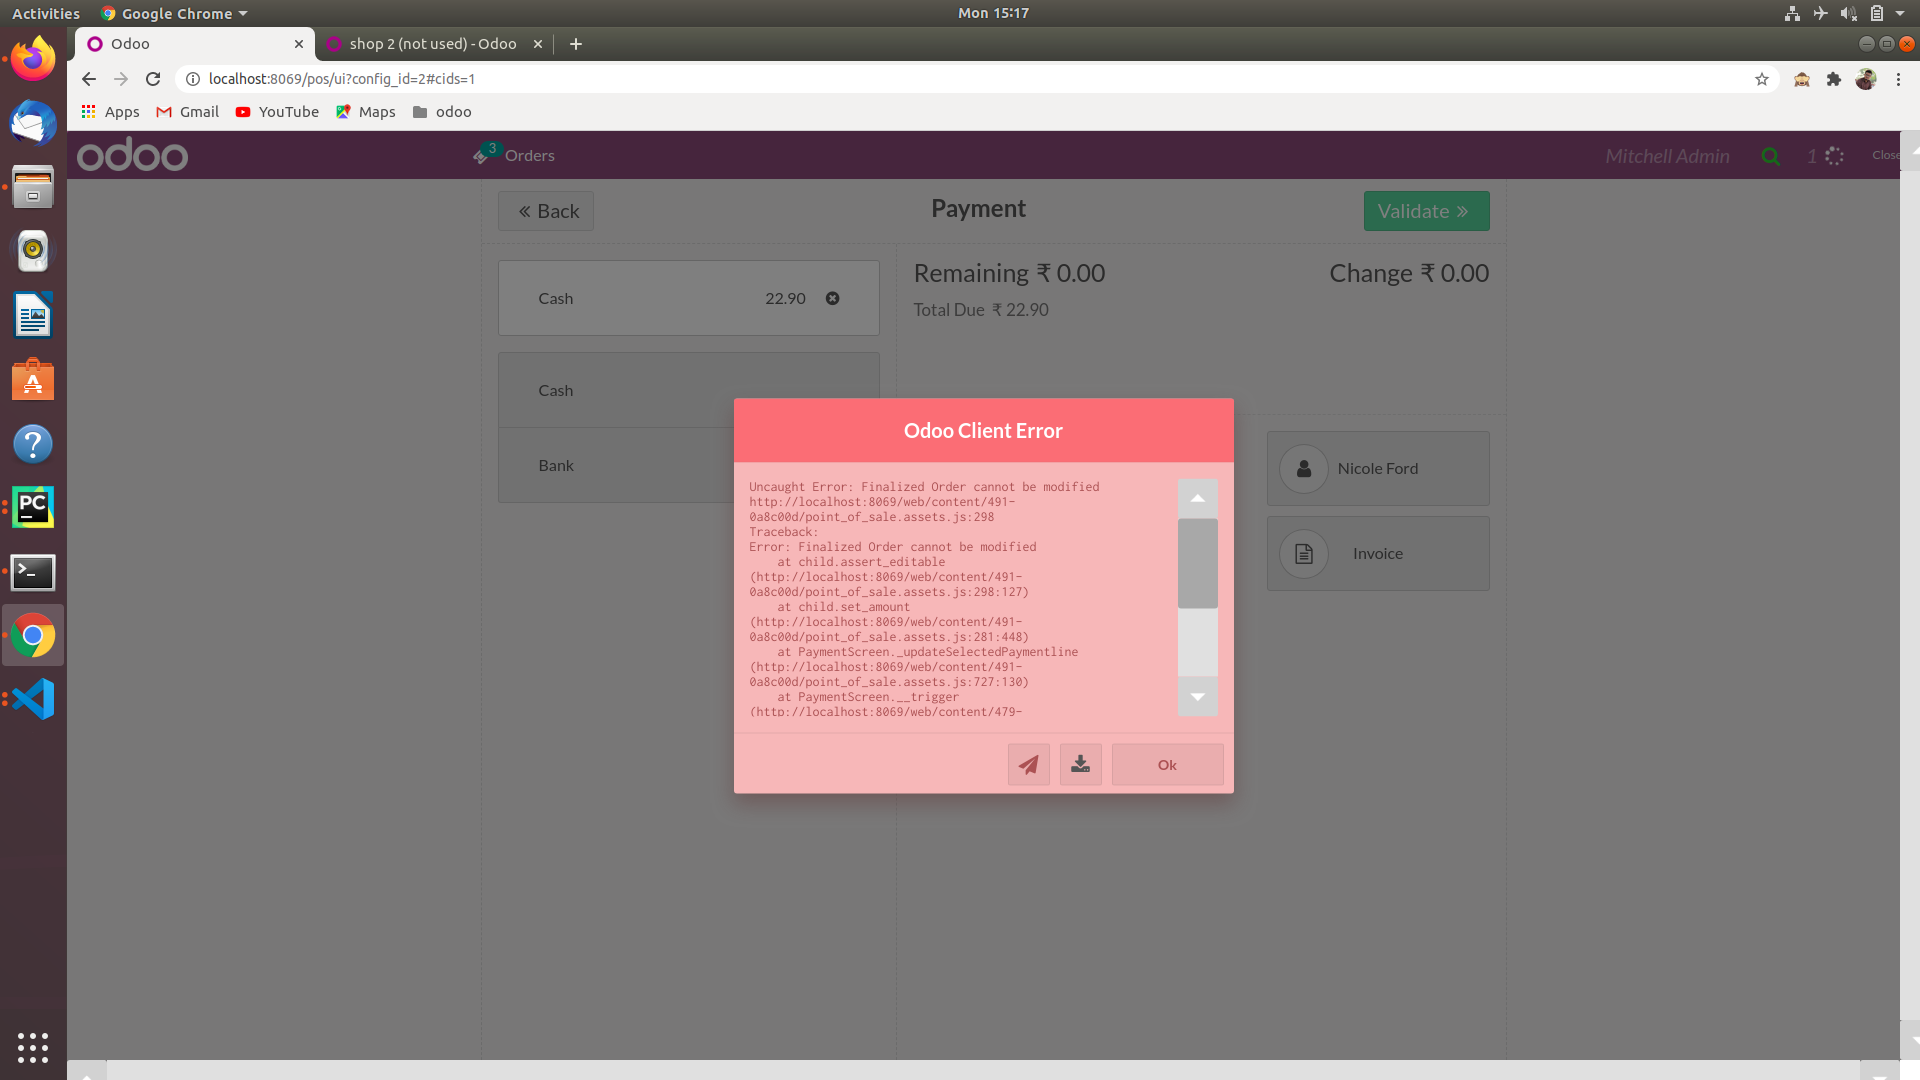 Activities Google Chrome Mon 15:17
Odoo shop 2 (not used) - Odoo
localhost:8069/pos/ui?config_id=2#cids=1
Apps Gmail YouTube Maps odoo
odoo 3 Orders Mitchell Admin 1 Close
Back Payment Validate
Cash 22.90
Remaining ₹ 0.00 Change ₹ 0.00
Total Due ₹ 22.90
Cash
Bank
Odoo Client Error
Uncaught Error: Finalized Order cannot be modified
http://localhost:8069/web/content/491-
0a8c00d/point_of_sale.assets.js:298
Traceback:
Error: Finalized Order cannot be modified
at child.assert_editable
(http://localhost:8069/web/content/491-
0a8c00d/point_of_sale.assets.js:298:127)
at child.set_amount
(http://localhost:8069/web/content/491-
0a8c00d/point_of_sale.assets.js:281:448)
at PaymentScreen._updateSelectedPaymentline
(http://localhost:8069/web/content/491-
0a8c00d/point_of_sale.assets.js:727:130)
at PaymentScreen.__trigger
(http://localhost:8069/web/content/479-
Ok
Nicole Ford
Invoice
PC